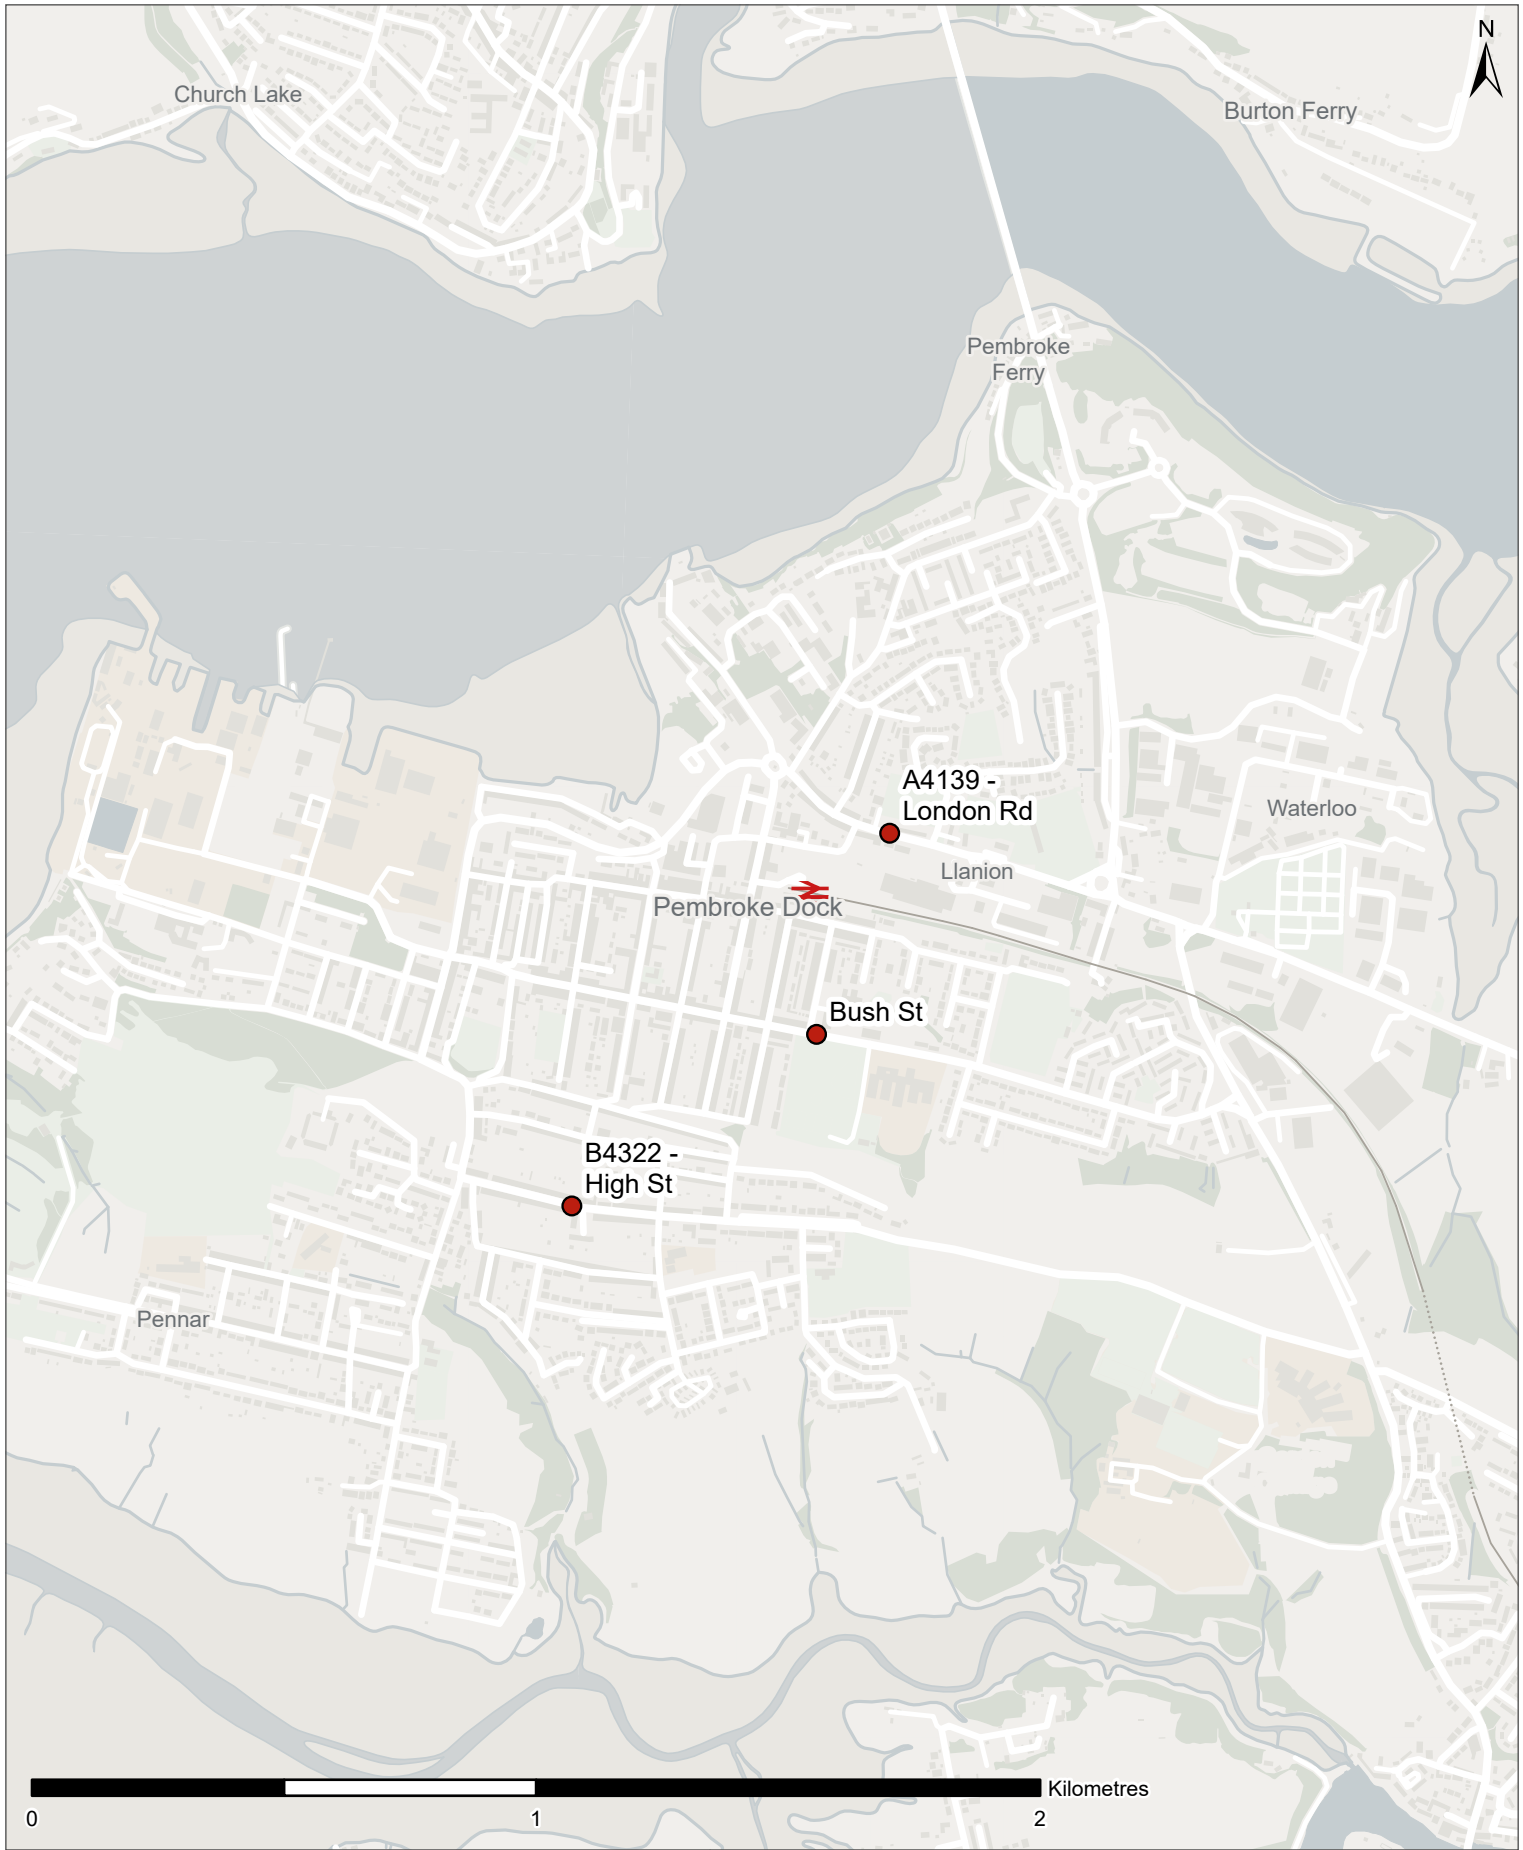 N
Church Lake
Burton Ferry
Pembroke
Ferry
A4139 -
London Rd
Waterloo
Llanion
Pembroke Dock
Bush St
B4322 -
High St
Pennar
Kilometres
0
1
2